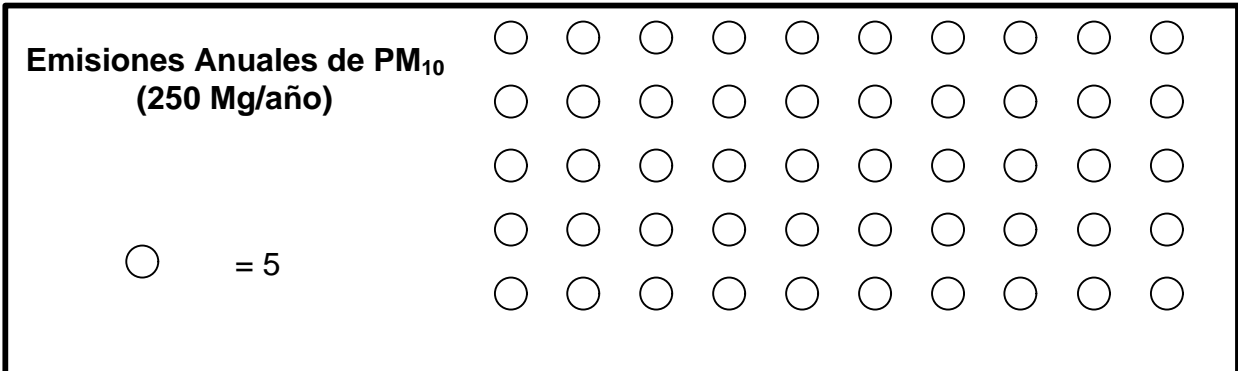 Emisiones Anuales de PM₁₀
(250 Mg/año)
= 5